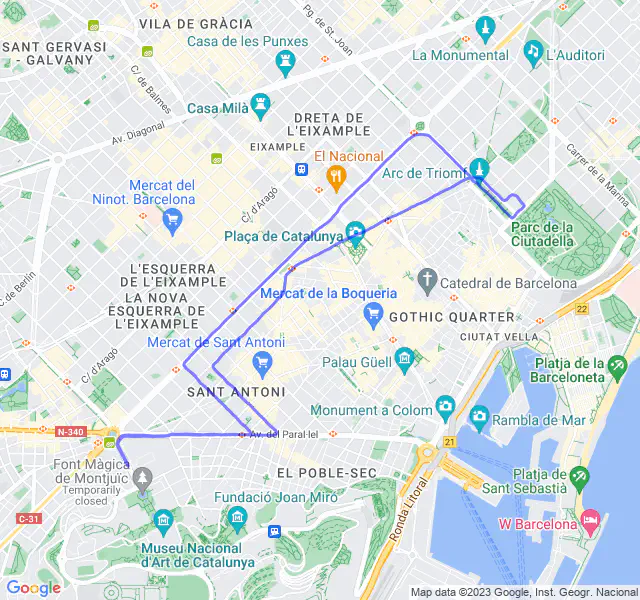 VILA DE GRÀCIA
Pg. de St. Joan
SANT GERVASI
- GALVANY
Casa de les Punxes
La Monumental
L'Auditori
C/ de Balmes
Casa Milà
Av. Diagonal
DRETA DE
L'EIXAMPLE
EIXAMPLE
Carrer de la Marina
El Nacional
Arc de Triomf
Mercat del
Ninot. Barcelona
C/ d'Aragó
Parc de la
Ciutadella
Plaça de Catalunya
L'ESQUERRA
DE L'EIXAMPLE
C/ de Berlín
Catedral de Barcelona
LA NOVA
ESQUERRA DE
L'EIXAMPLE
Mercat de la Boqueria
GOTHIC QUARTER
22
CIUTAT VELLA
C/ d'Aragó
Mercat de Sant Antoni
Palau Güell
Platja de la
Barceloneta
SANT ANTONI
Monument a Colom
Rambla de Mar
N-340
Av. del Paral·lel
21
Font Màgica
de Montjuïc
Temporarily
closed
EL POBLE-SEC
Platja de
Sant Sebastià
Fundació Joan Miró
Ronda Litoral
C-31
W Barcelona
Museu Nacional
d'Art de Catalunya
Google
Map data ©2023 Google, Inst. Geogr. Nacional